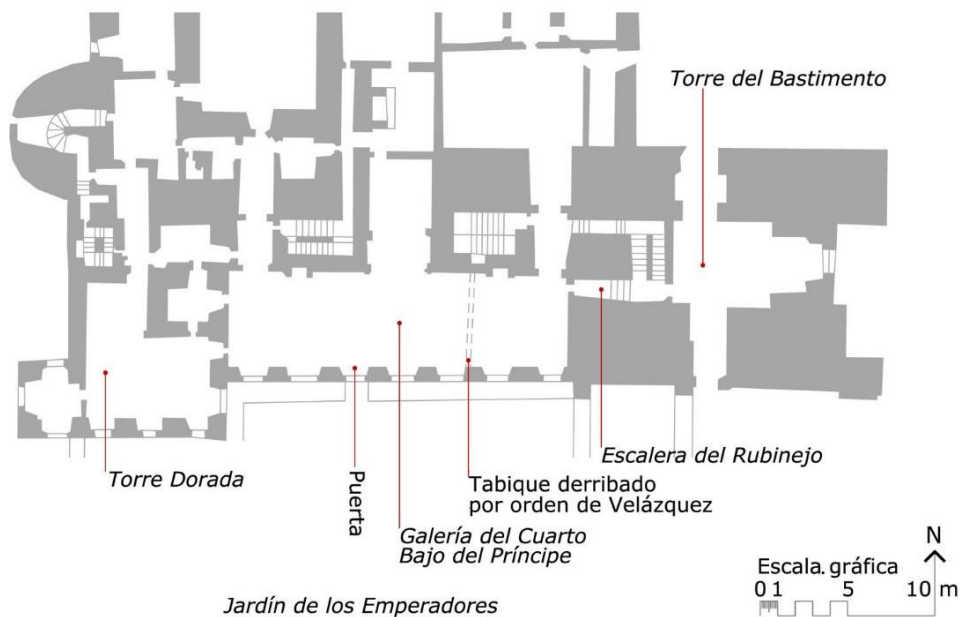 Torre del Bastimento
Escalera del Rubinejo
Torre Dorada
Puerta
Tabique derribado
por orden de Velázquez
Galería del Cuarto
Bajo del Príncipe
N
Escala. gráfica
0 1 5 10 m
Jardín de los Emperadores